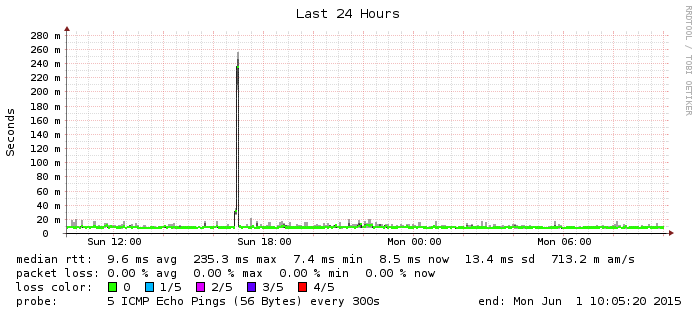 Last 24 Hours
RRDTOOL / TOBI OETIKER
Seconds
280 m
260 m
240 m
220 m
200 m
180 m
160 m
140 m
120 m
100 m
80 m
60 m
40 m
20 m
0
Sun 12:00 Sun 18:00 Mon 00:00 Mon 06:00
median rtt: 9.6 ms avg 235.3 ms max 7.4 ms min 8.5 ms now 13.4 ms sd 713.2 m am/s
packet loss: 0.00 % avg 0.00 % max 0.00 % min 0.00 % now
loss color: 0 1/5 2/5 3/5 4/5
probe: 5 ICMP Echo Pings (56 Bytes) every 300s end: Mon Jun 1 10:05:20 2015